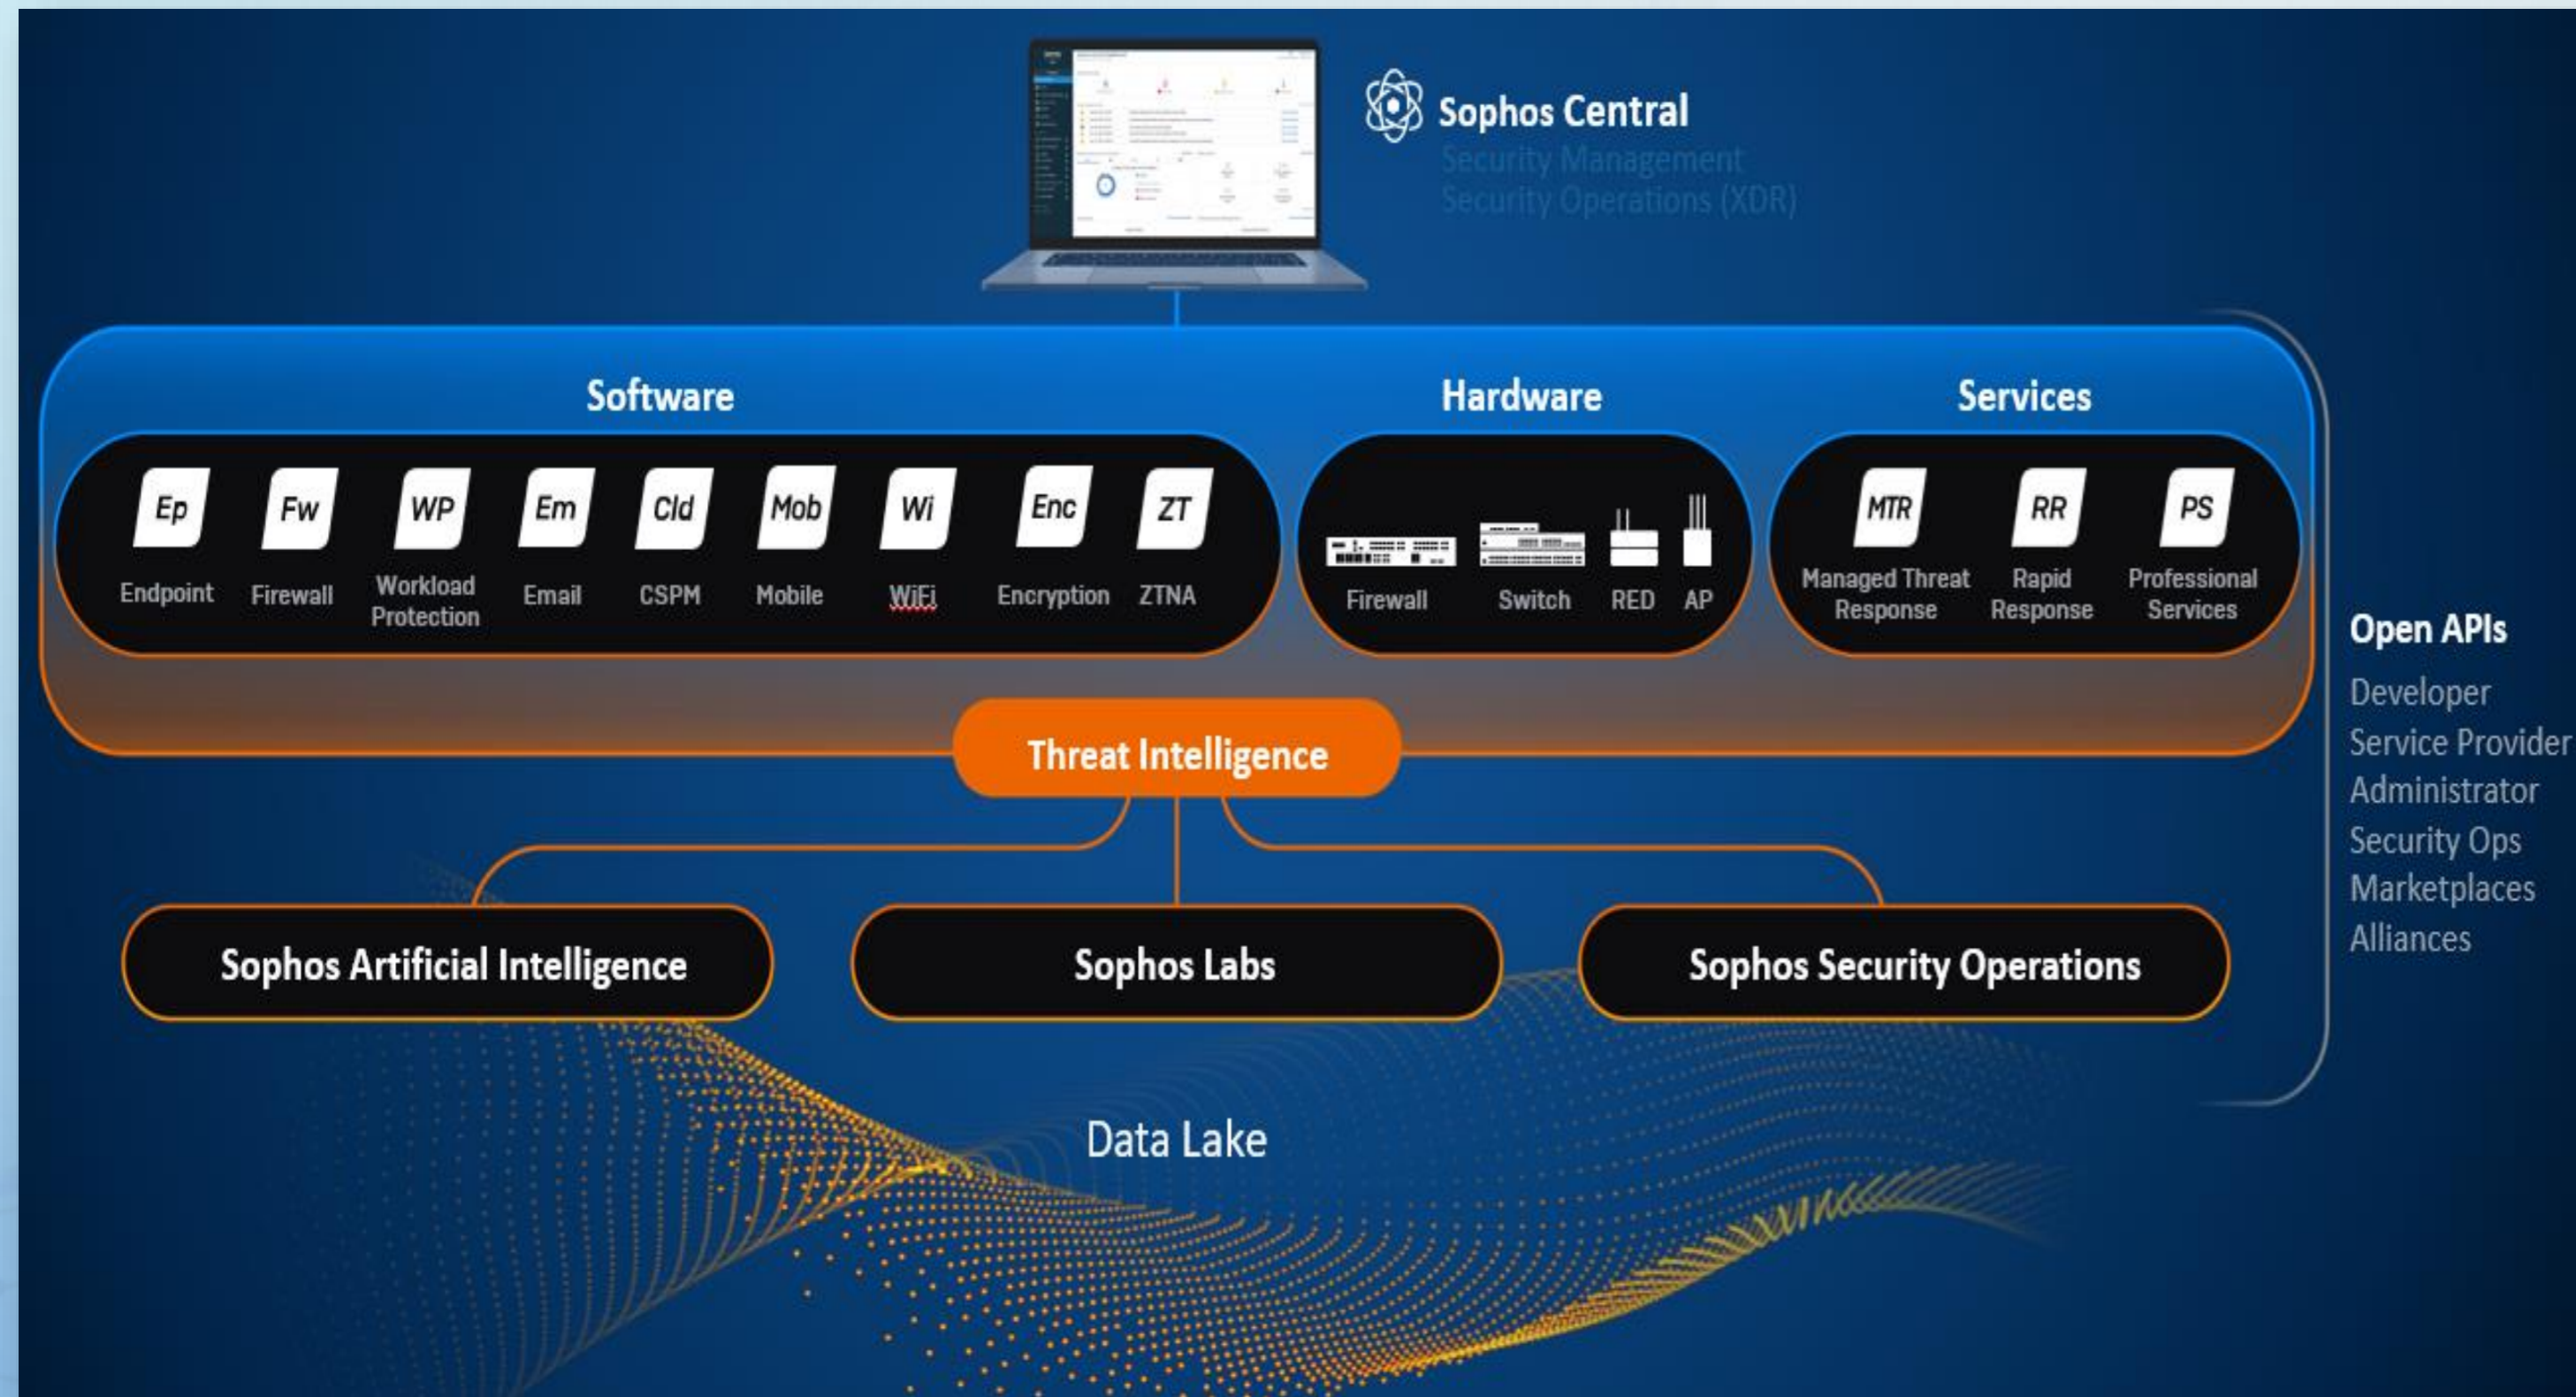 Sophos Central
Security Management
Security Operations (XDR)
Software
Hardware
Services
Ep
Fw
WP
Em
Cld
Mob
Wi
Enc
ZT
MTR
RR
PS
Endpoint
Firewall
Workload
Protection
Email
CSPM
Mobile
WiFi
Encryption
ZTNA
Firewall
Switch
RED
AP
Managed Threat
Response
Rapid
Response
Professional
Services
Open APIs
Developer
Service Provider
Administrator
Security Ops
Marketplaces
Alliances
Threat Intelligence
Sophos Artificial Intelligence
Sophos Labs
Sophos Security Operations
Data Lake